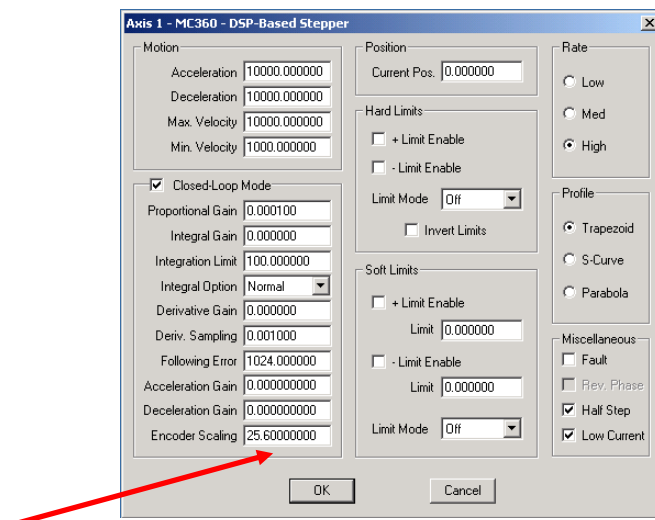 Axis 1 - MC360 - DSP-Based Stepper
Motion
Acceleration 10000.000000
Deceleration 10000.000000
Max. Velocity 10000.000000
Min. Velocity 1000.000000
Closed-Loop Mode
Proportional Gain 0.000100
Integral Gain 0.000000
Integration Limit 100.000000
Integral Option Normal
Derivative Gain 0.000000
Deriv. Sampling 0.001000
Following Error 1024.000000
Acceleration Gain 0.000000000
Deceleration Gain 0.000000000
Encoder Scaling 25.60000000
Position
Current Pos. 0.000000
Hard Limits
+ Limit Enable
- Limit Enable
Limit Mode Off
Invert Limits
Soft Limits
+ Limit Enable
Limit 0.000000
- Limit Enable
Limit 0.000000
Limit Mode Off
Rate
Low
Med
High
Profile
Trapezoid
S-Curve
Parabola
Miscellaneous
Fault
Rev. Phase
Half Step
Low Current
OK
Cancel